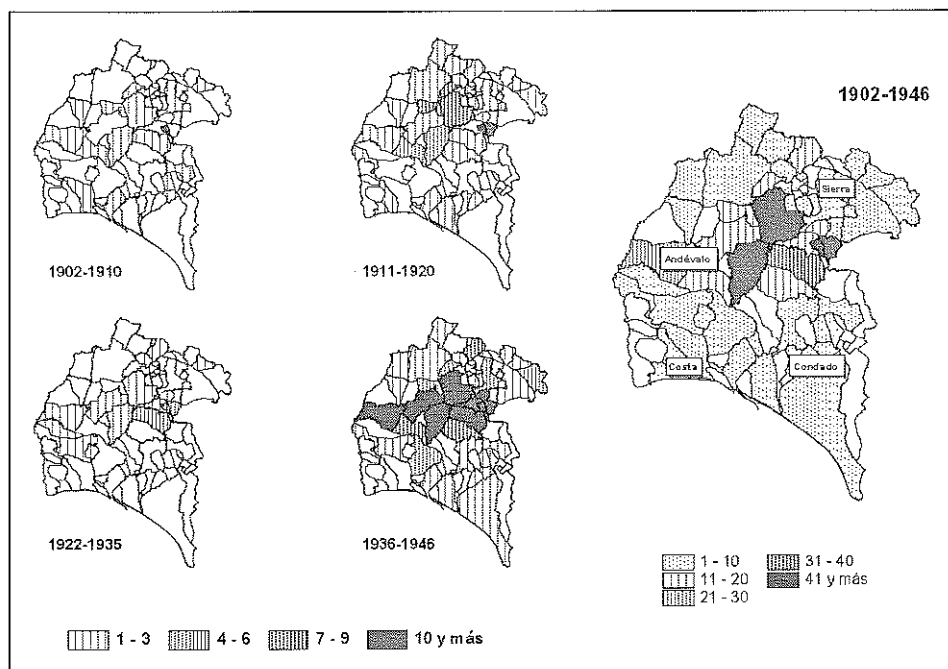 1902-1946
Sierra
Andévalo
Costa
Condado
1902-1910
1911-1920
1922-1935
1936-1946
1 - 10
11 - 20
21 - 30
31 - 40
41 y más
1 - 3
4 - 6
7 - 9
10 y más